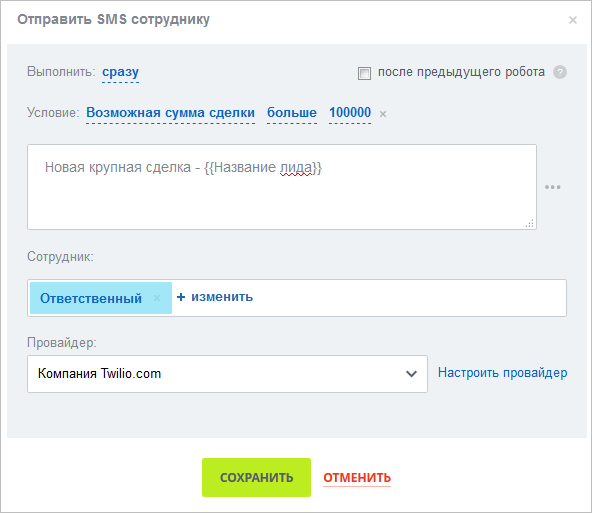 Отправить SMS сотруднику ×
Выполнить: сразу после предыдущего робота ?
Условие: Возможная сумма сделки больше 100000 ×
Новая крупная сделка - {{Название лида}}
...
Сотрудник:
Ответственный × + изменить
Провайдер:
Компания Twilio.com Настроить провайдер
СОХРАНИТЬ ОТМЕНИТЬ